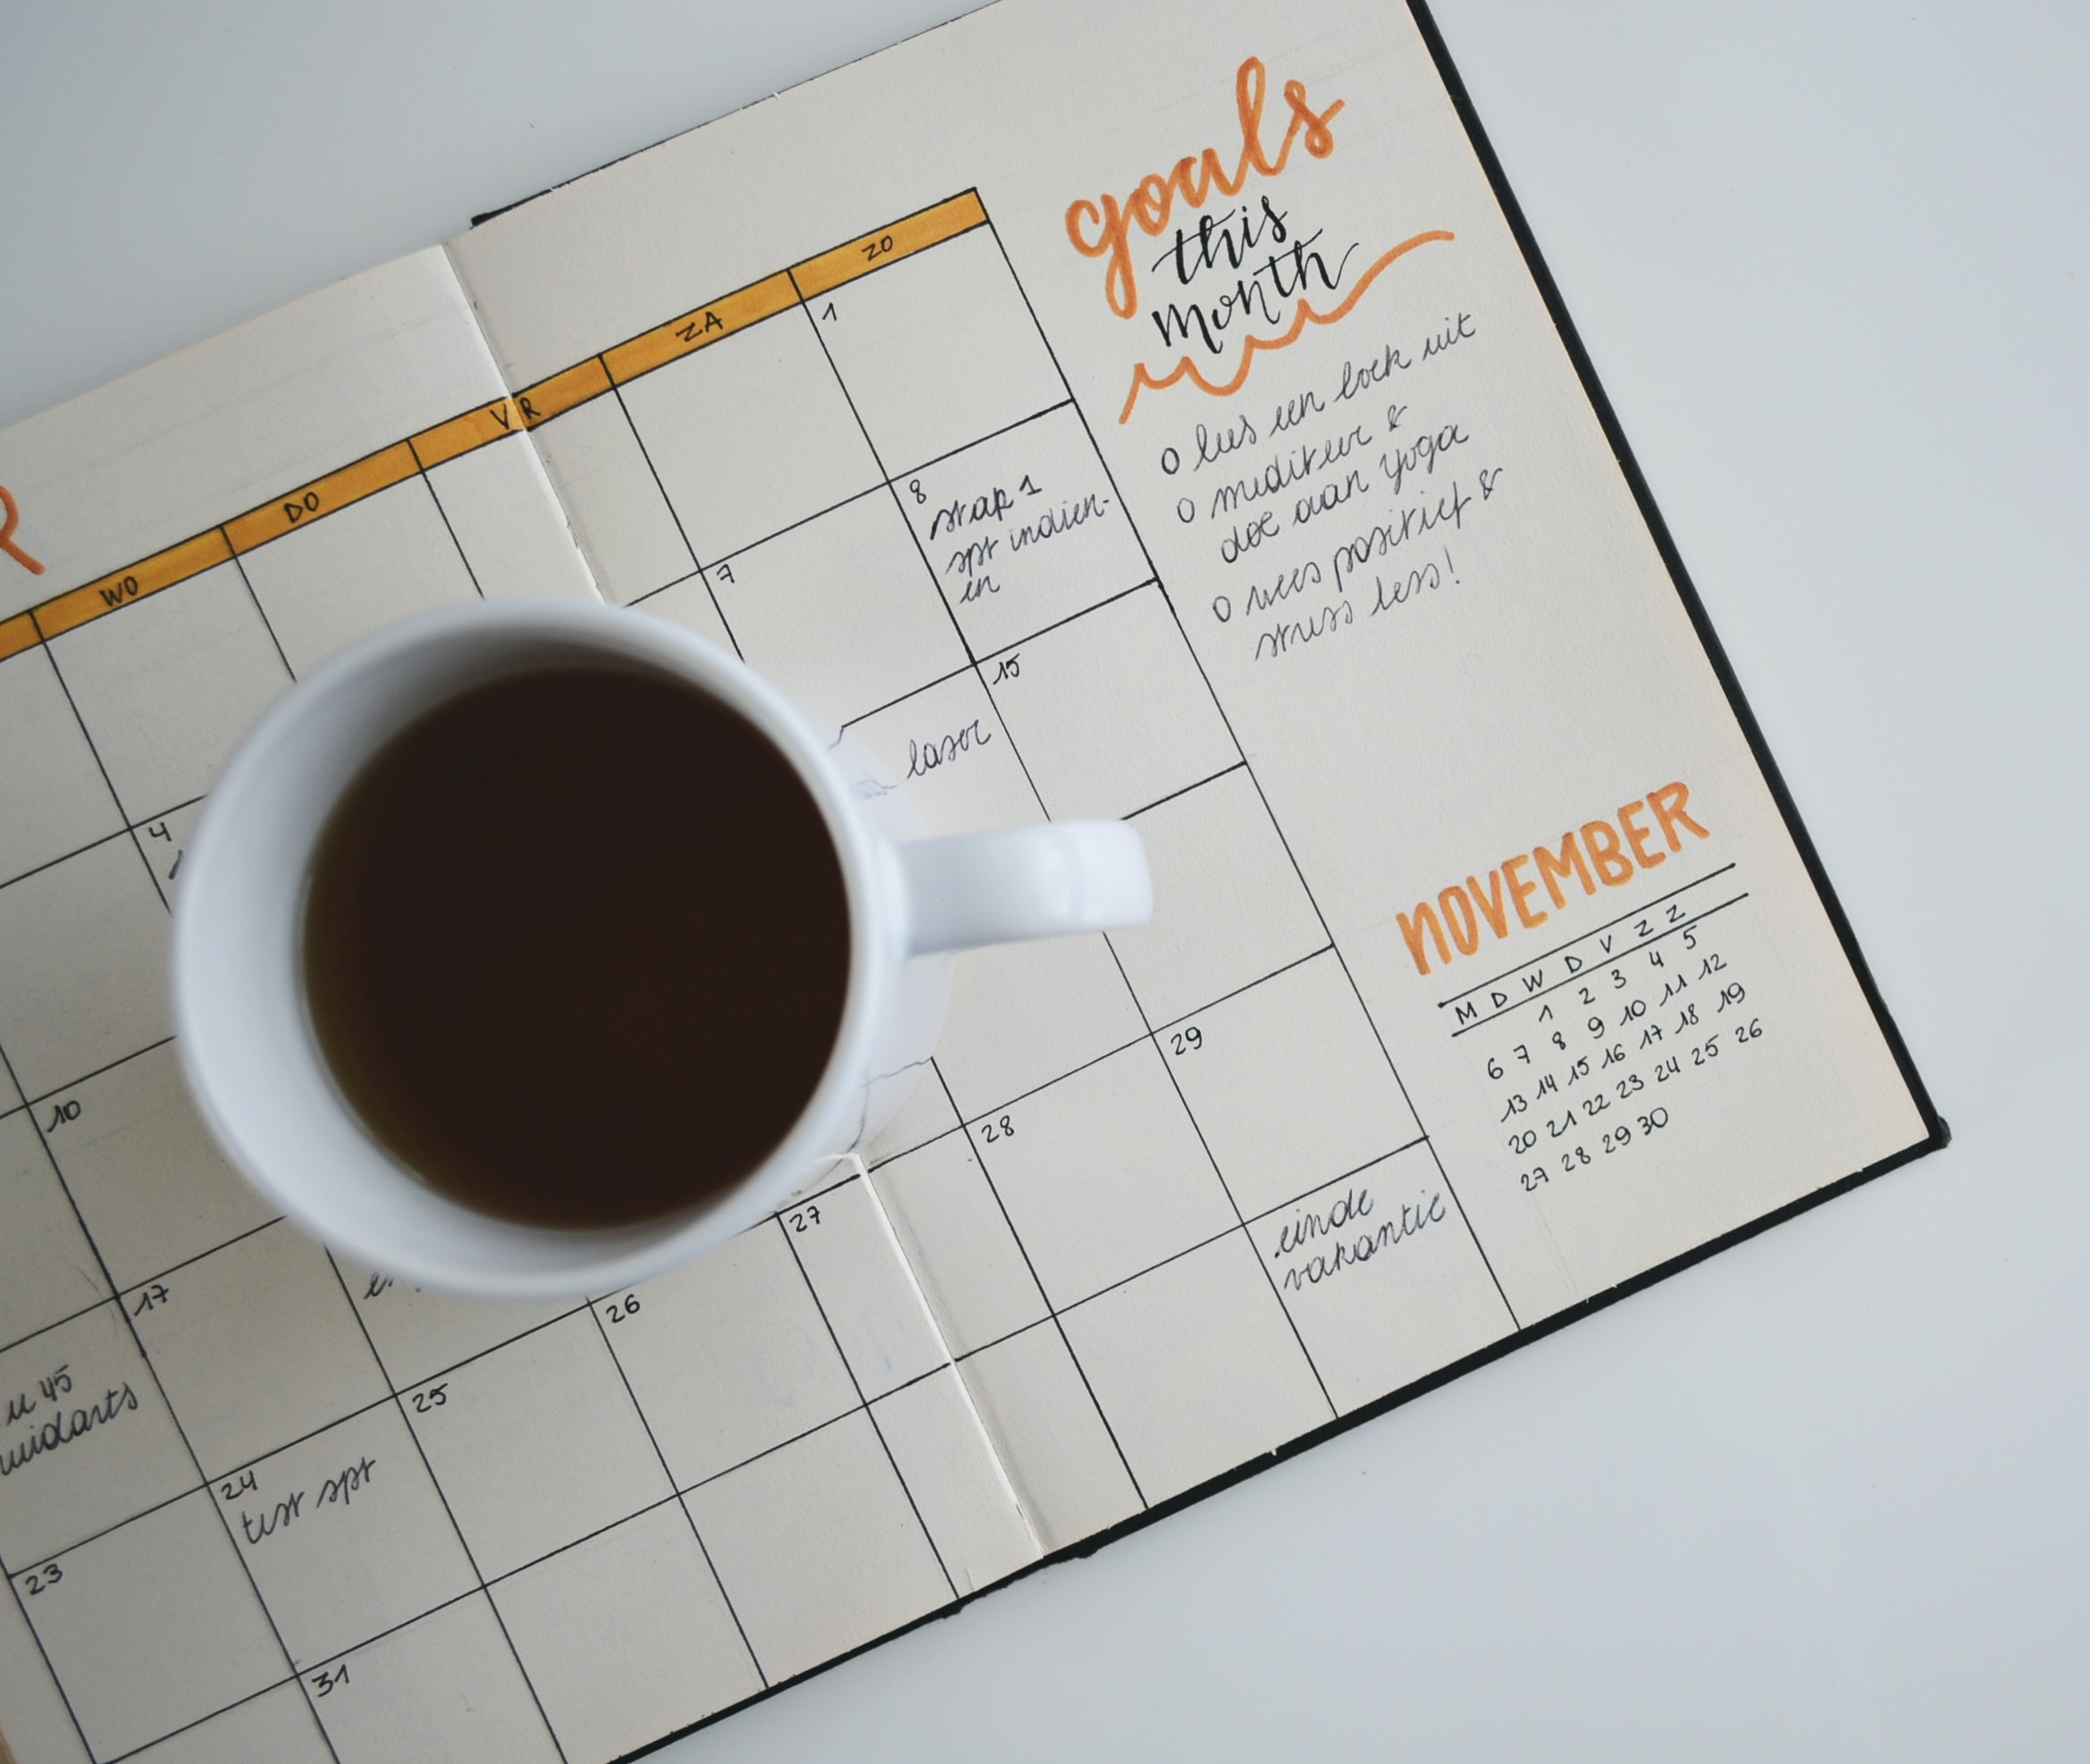 goals
this
month
o lees een boek uit
o mediteer &
doe aan yoga
o wees positief &
stress less!
R
WO DO VR ZA ZO
1
4 7 8
stap 1
spr indien-
en
10 15
laser
17
u 45
24 25 26 27 28 29
test spr
23
31
einde
vakantie
NOVEMBER
M D W D V Z Z
1 2 3 4 5
6 7 8 9 10 11 12
13 14 15 16 17 18 19
20 21 22 23 24 25 26
27 28 29 30